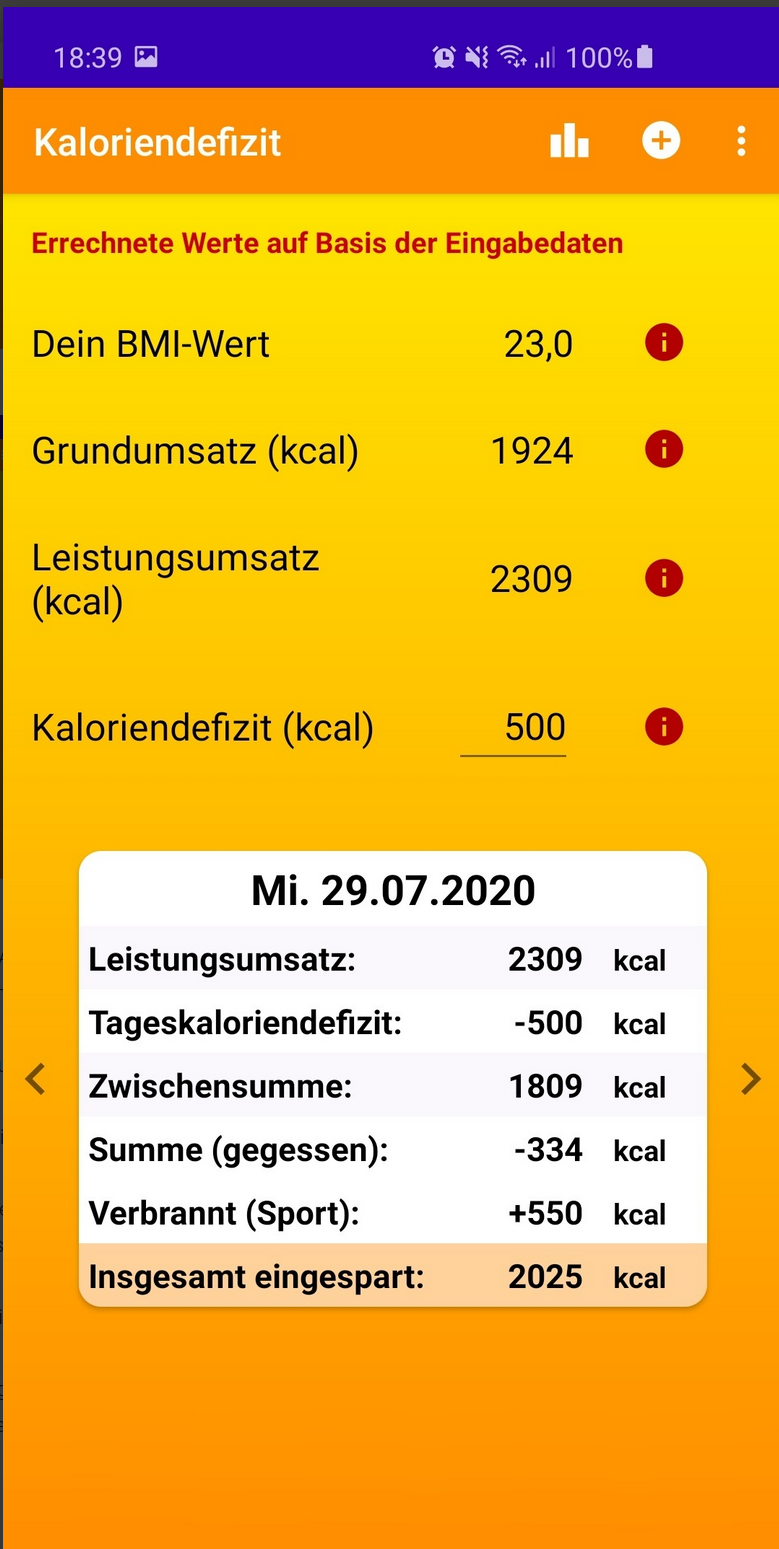 18:39 100%
Kaloriendefizit
Errechnete Werte auf Basis der Eingabedaten
Dein BMI-Wert 23,0
Grundumsatz (kcal) 1924
Leistungsumsatz
(kcal) 2309
Kaloriendefizit (kcal) 500
Mi. 29.07.2020
Leistungsumsatz: 2309 kcal
Tageskaloriendefizit: -500 kcal
Zwischensumme: 1809 kcal
Summe (gegessen): -334 kcal
Verbrannt (Sport): +550 kcal
Insgesamt eingespart: 2025 kcal